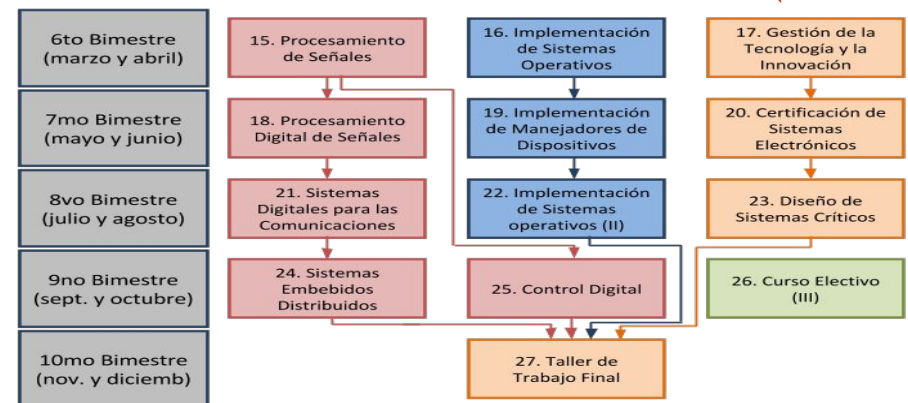 6to Bimestre
(marzo y abril)
15. Procesamiento
de Señales
16. Implementación
de Sistemas
Operativos
17. Gestión de la
Tecnología y la
Innovación
7mo Bimestre
(mayo y junio)
18. Procesamiento
Digital de Señales
19. Implementación
de Manejadores de
Dispositivos
20. Certificación de
Sistemas
Electrónicos
8vo Bimestre
(julio y agosto)
21. Sistemas
Digitales para las
Comunicaciones
22. Implementación
de Sistemas
operativos (II)
23. Diseño de
Sistemas Críticos
9no Bimestre
(sept. y octubre)
24. Sistemas
Embebidos
Distribuidos
25. Control Digital
26. Curso Electivo
(III)
10mo Bimestre
(nov. y diciemb)
27. Taller de
Trabajo Final